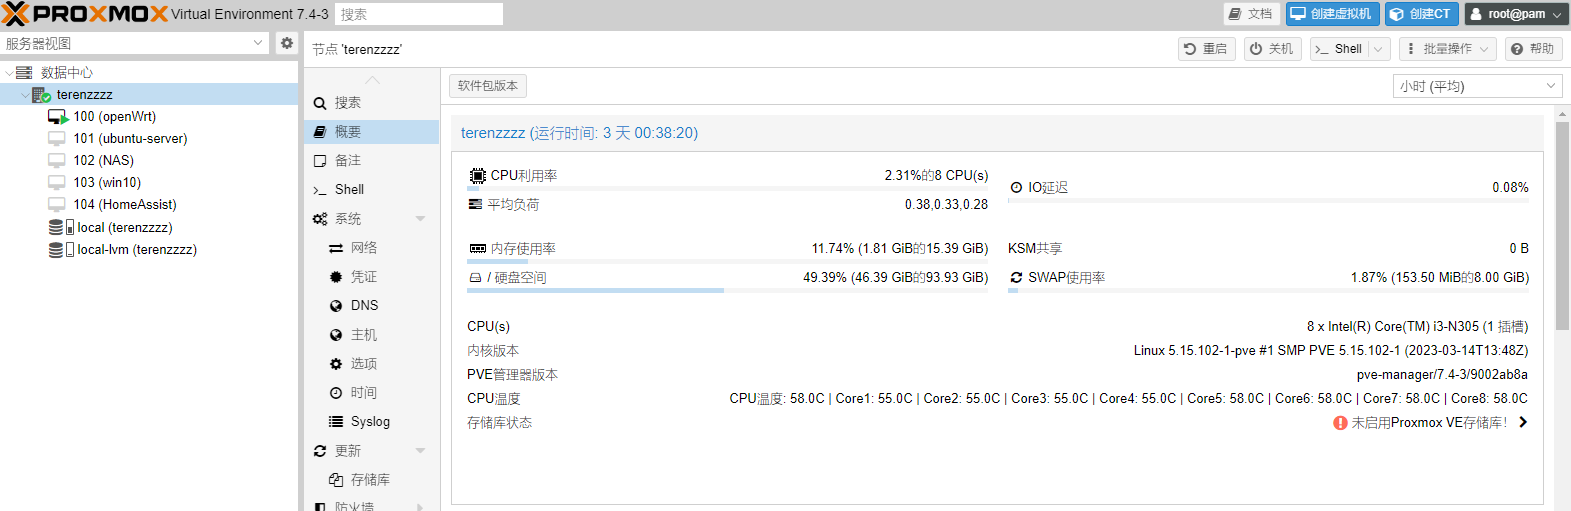 PROXMOX Virtual Environment 7.4-3 搜索 文档 创建虚拟机 创建CT root@pam
服务器视图
节点 'terenzzzz' 重启 关机 Shell 批量操作 帮助
数据中心
terenzzzz
100 (openWrt)
101 (ubuntu-server)
102 (NAS)
103 (win10)
104 (HomeAssist)
local (terenzzzz)
local-lvm (terenzzzz)
搜索
概要
备注
Shell
系统
网络
凭证
DNS
主机
选项
时间
Syslog
更新
存储库
防火墙
软件包版本 小时 (平均)
terenzzzz (运行时间: 3 天 00:38:20)
CPU利用率 2.31%的8 CPU(s)
IO延迟 0.08%
平均负荷 0.38,0.33,0.28
内存使用率 11.74% (1.81 GiB的15.39 GiB)
KSM共享 0 B
/ 硬盘空间 49.39% (46.39 GiB的93.93 GiB)
SWAP使用率 1.87% (153.50 MiB的8.00 GiB)
CPU(s) 8 x Intel(R) Core(TM) i3-N305 (1 插槽)
内核版本 Linux 5.15.102-1-pve #1 SMP PVE 5.15.102-1 (2023-03-14T13:48Z)
PVE管理器版本 pve-manager/7.4-3/9002ab8a
CPU温度 CPU温度: 58.0C | Core1: 55.0C | Core2: 55.0C | Core3: 55.0C | Core4: 55.0C | Core5: 58.0C | Core6: 58.0C | Core7: 58.0C | Core8: 58.0C
存储库状态 未启用Proxmox VE存储库!